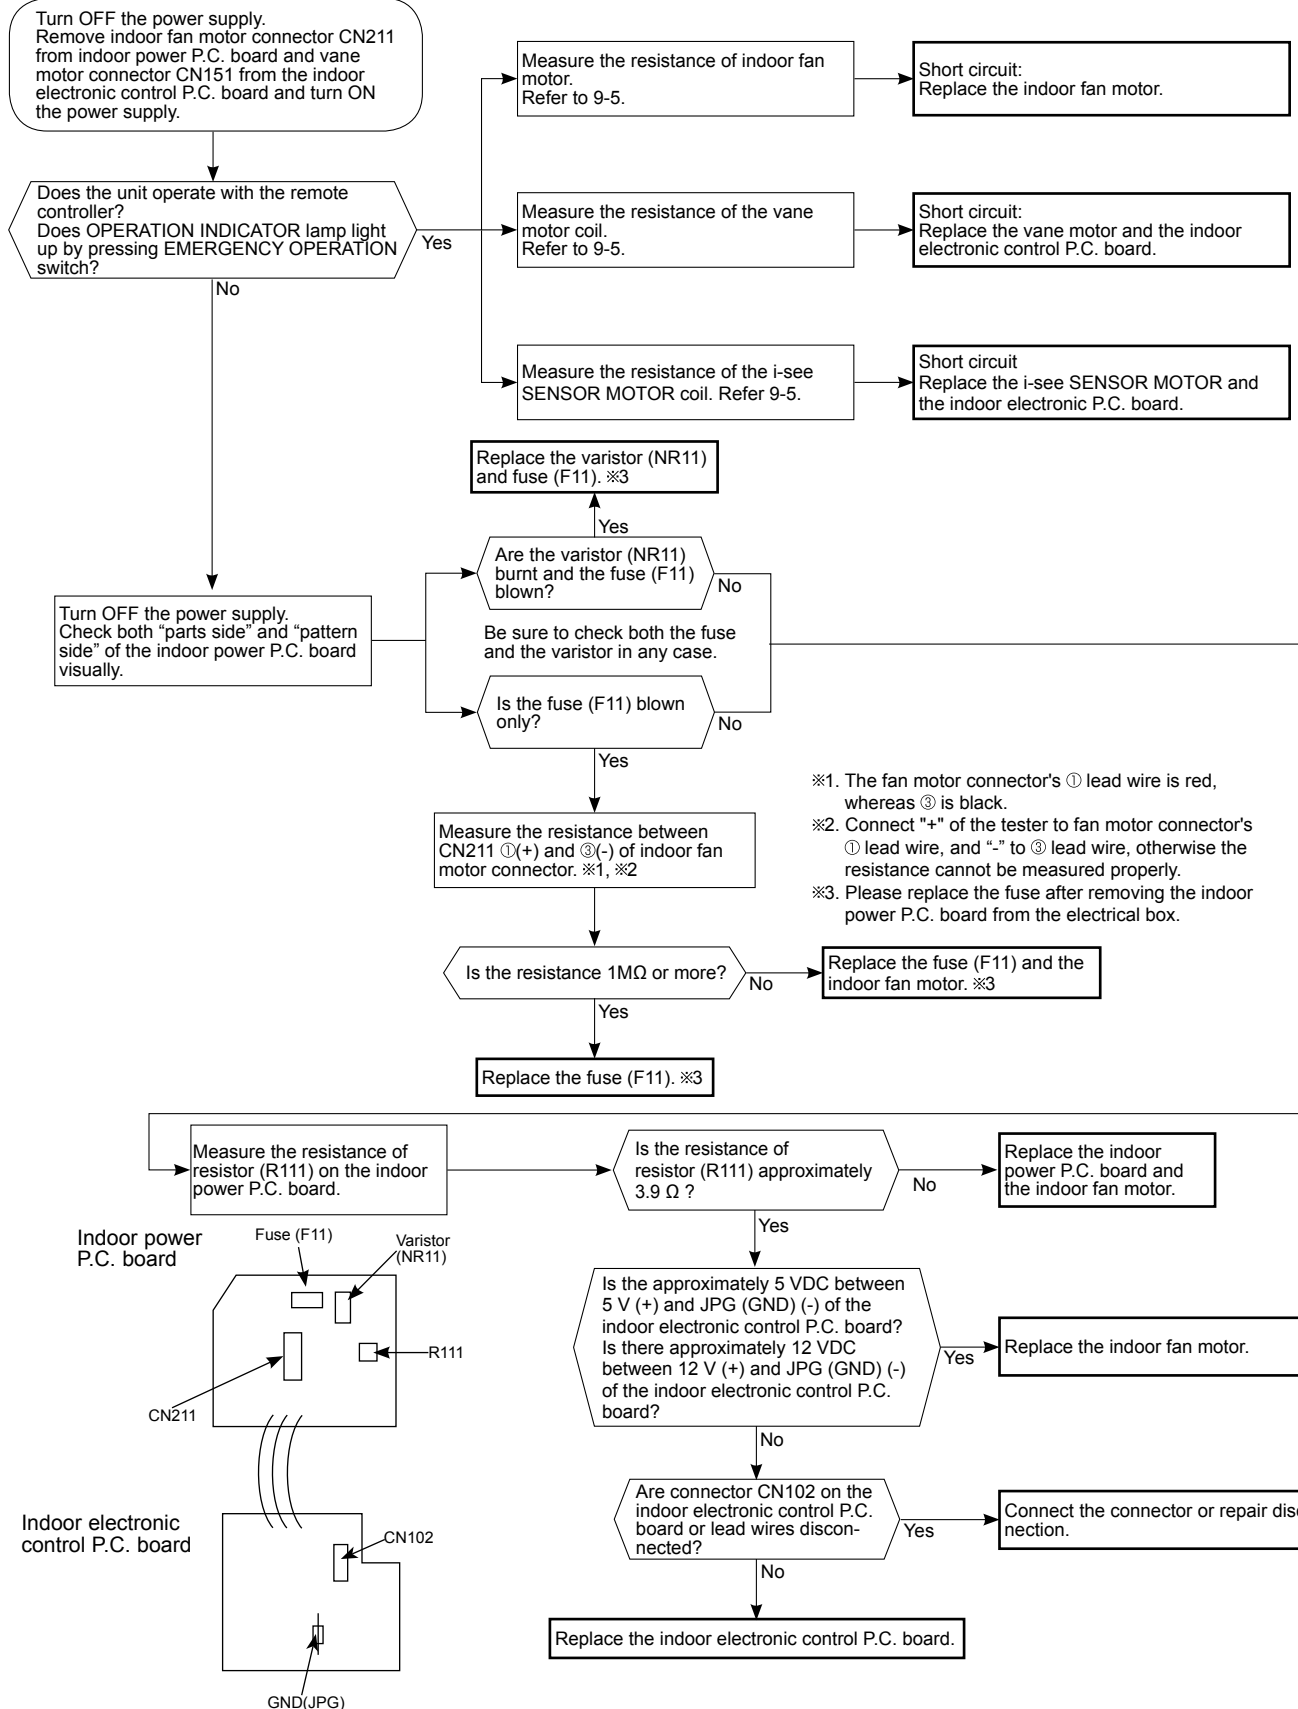 Turn OFF the power supply.
Remove indoor fan motor connector CN211
from indoor power P.C. board and vane
motor connector CN151 from the indoor
electronic control P.C. board and turn ON
the power supply.
Does the unit operate with the remote
controller?
Does OPERATION INDICATOR lamp light
up by pressing EMERGENCY OPERATION
switch?
Yes
No
Measure the resistance of indoor fan
motor.
Refer to 9-5.
Short circuit:
Replace the indoor fan motor.
Measure the resistance of the vane
motor coil.
Refer to 9-5.
Short circuit:
Replace the vane motor and the indoor
electronic control P.C. board.
Measure the resistance of the i-see
SENSOR MOTOR coil. Refer 9-5.
Short circuit
Replace the i-see SENSOR MOTOR and
the indoor electronic P.C. board.
Replace the varistor (NR11)
and fuse (F11). ※3
Yes
Are the varistor (NR11)
burnt and the fuse (F11)
blown?
No
Turn OFF the power supply.
Check both “parts side” and “pattern
side” of the indoor power P.C. board
visually.
Be sure to check both the fuse
and the varistor in any case.
Is the fuse (F11) blown
only?
No
Yes
Measure the resistance between
CN211 ①(+) and ③(-) of indoor fan
motor connector. ※1, ※2
※1. The fan motor connector's ① lead wire is red,
whereas ③ is black.
※2. Connect "+" of the tester to fan motor connector's
① lead wire, and “-” to ③ lead wire, otherwise the
resistance cannot be measured properly.
※3. Please replace the fuse after removing the indoor
power P.C. board from the electrical box.
Is the resistance 1MΩ or more?
No
Replace the fuse (F11) and the
indoor fan motor. ※3
Yes
Replace the fuse (F11). ※3
Measure the resistance of
resistor (R111) on the indoor
power P.C. board.
Is the resistance of
resistor (R111) approximately
3.9 Ω ?
No
Replace the indoor
power P.C. board and
the indoor fan motor.
Yes
Is the approximately 5 VDC between
5 V (+) and JPG (GND) (-) of the
indoor electronic control P.C. board?
Is there approximately 12 VDC
between 12 V (+) and JPG (GND) (-)
of the indoor electronic control P.C.
board?
Yes
Replace the indoor fan motor.
No
Are connector CN102 on the
indoor electronic control P.C.
board or lead wires discon-
nected?
Yes
Connect the connector or repair disc
nection.
No
Replace the indoor electronic control P.C. board.
Indoor power
P.C. board
Fuse (F11)
Varistor
(NR11)
R111
CN211
Indoor electronic
control P.C. board
CN102
GND(JPG)